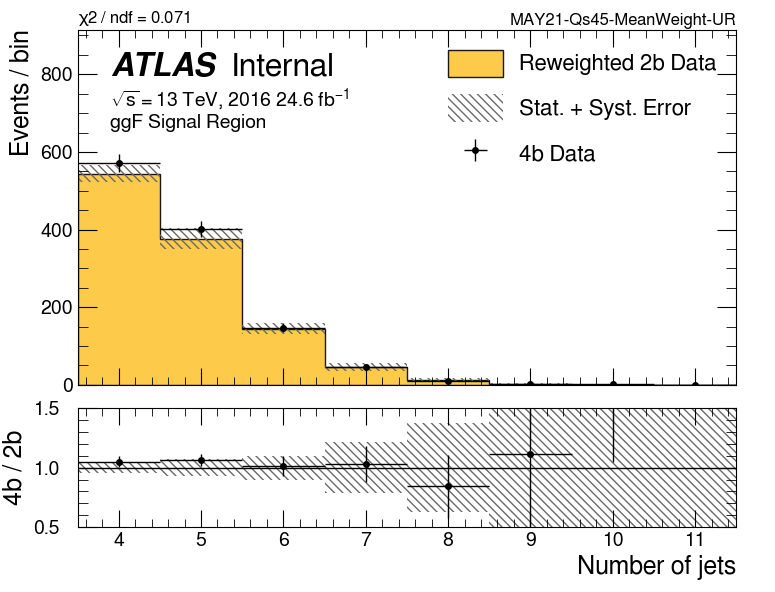 χ2 / ndf = 0.071
MAY21-Qs45-MeanWeight-UR
ATLAS Internal
√s = 13 TeV, 2016 24.6 fb⁻¹
ggF Signal Region
Reweighted 2b Data
Stat. + Syst. Error
4b Data
Events / bin
800
600
400
200
0
4b / 2b
1.5
1.0
0.5
4 5 6 7 8 9 10 11
Number of jets